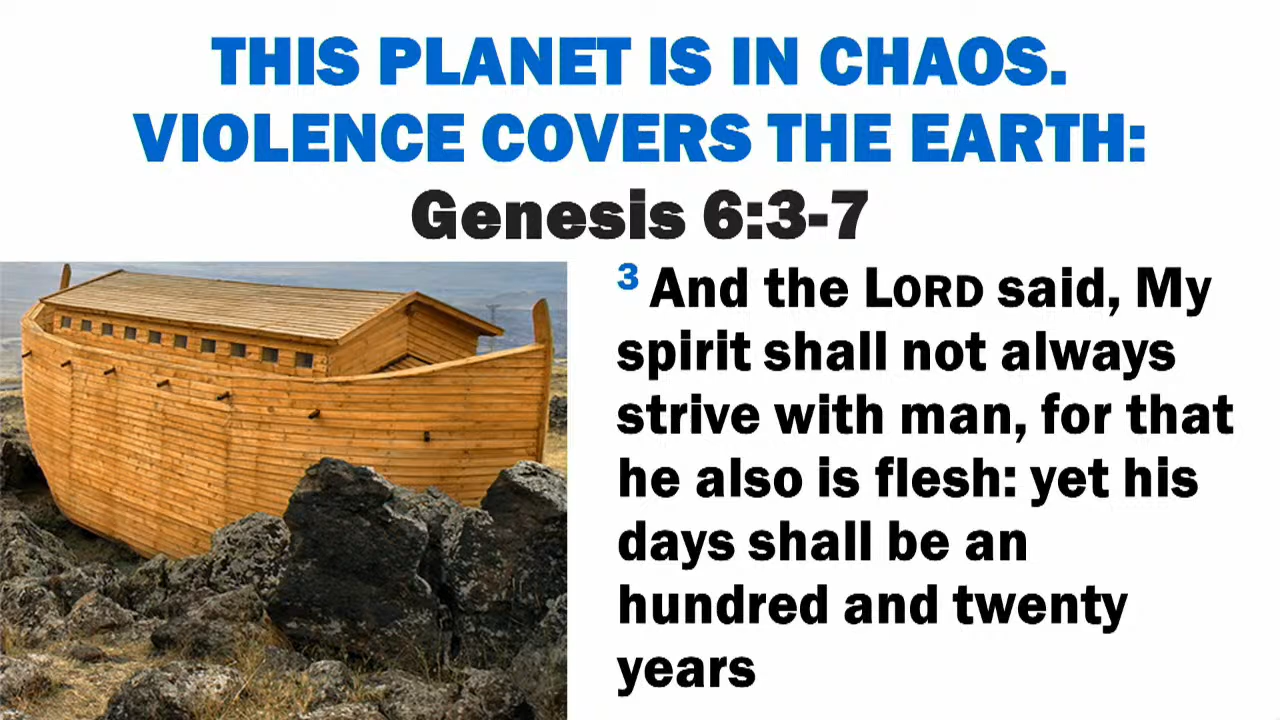 THIS PLANET IS IN CHAOS.
VIOLENCE COVERS THE EARTH:
Genesis 6:3-7
3 And the LORD said, My
spirit shall not always
strive with man, for that
he also is flesh: yet his
days shall be an
hundred and twenty
years